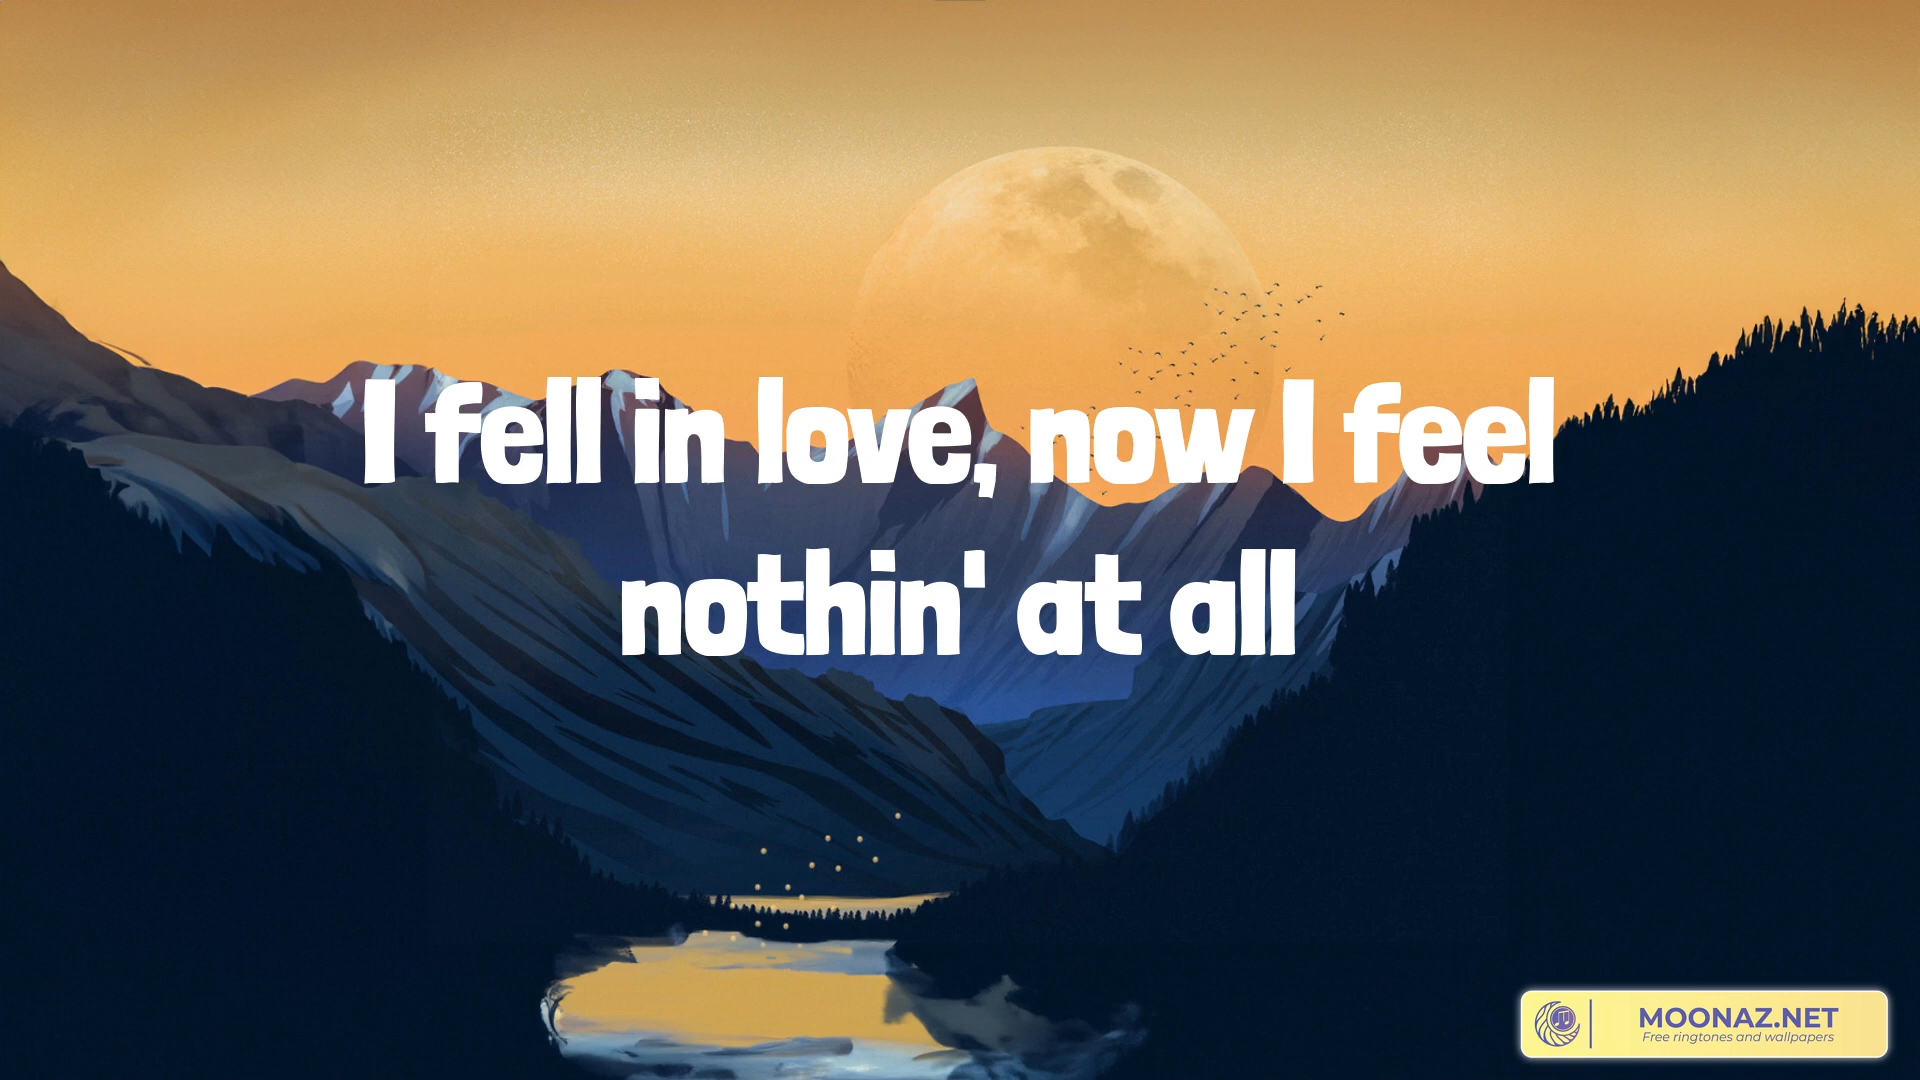 I fell in love, now I feel
nothin' at all
MOONAZ.NET
Free ringtones and wallpapers